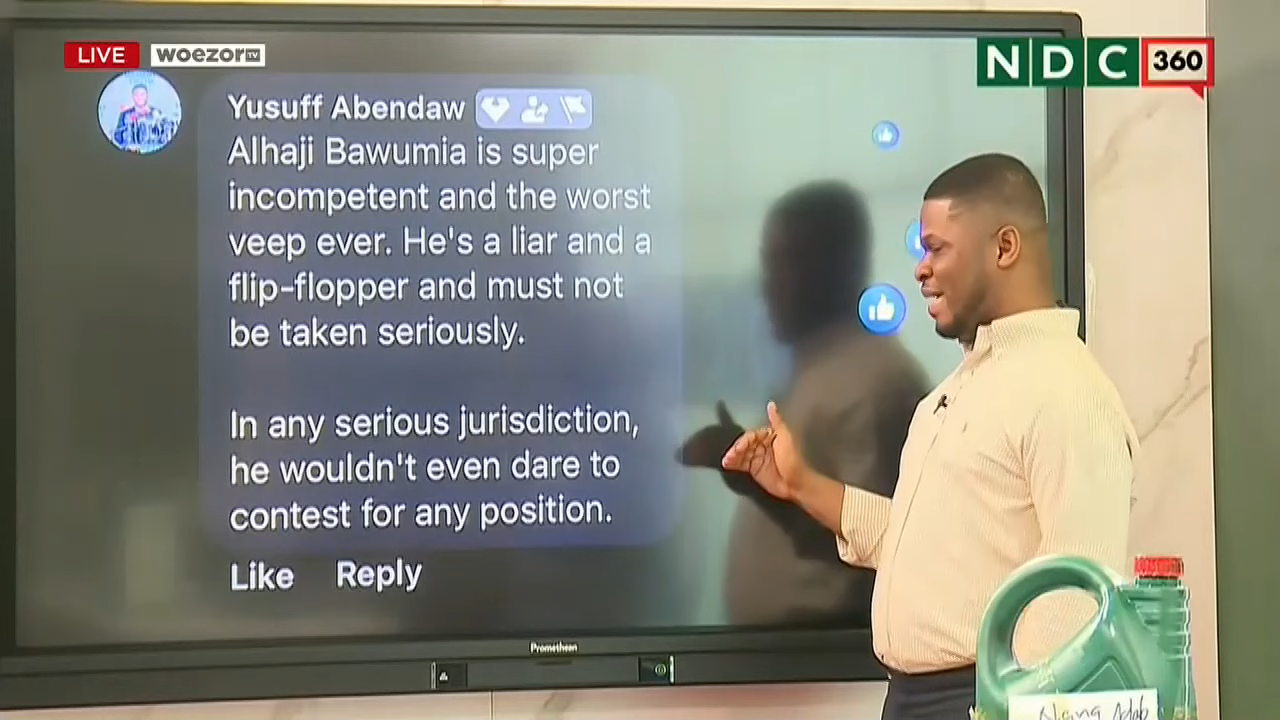 LIVE woezor TV
NDC 360
Yusuff Abendaw
Alhaji Bawumia is super
incompetent and the worst
veep ever. He's a liar and a
flip-flopper and must not
be taken seriously.
In any serious jurisdiction,
he wouldn't even dare to
contest for any position.
Like Reply
Promethean
Nana